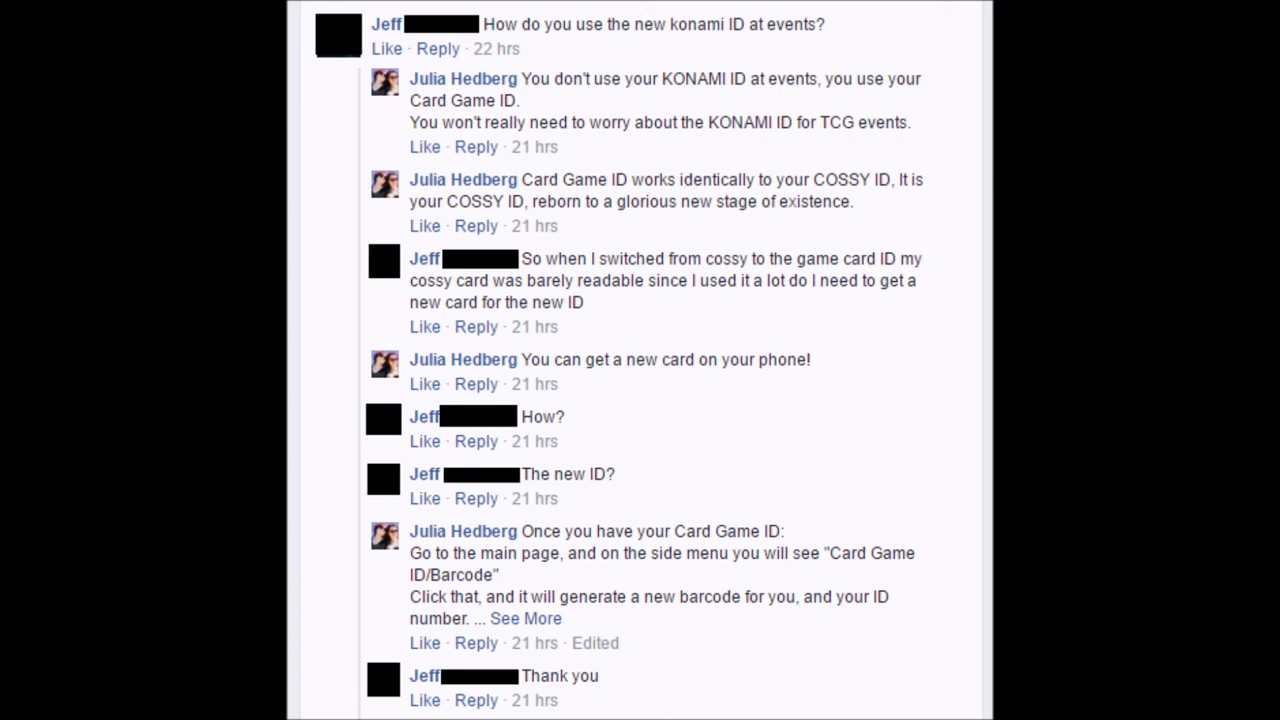 Jeff How do you use the new konami ID at events?
Like · Reply · 22 hrs
Julia Hedberg You don't use your KONAMI ID at events, you use your
Card Game ID.
You won't really need to worry about the KONAMI ID for TCG events.
Like · Reply · 21 hrs
Julia Hedberg Card Game ID works identically to your COSSY ID, It is
your COSSY ID, reborn to a glorious new stage of existence.
Like · Reply · 21 hrs
Jeff So when I switched from cossy to the game card ID my
cossy card was barely readable since I used it a lot do I need to get a
new card for the new ID
Like · Reply · 21 hrs
Julia Hedberg You can get a new card on your phone!
Like · Reply · 21 hrs
Jeff How?
Like · Reply · 21 hrs
Jeff The new ID?
Like · Reply · 21 hrs
Julia Hedberg Once you have your Card Game ID:
Go to the main page, and on the side menu you will see "Card Game
ID/Barcode"
Click that, and it will generate a new barcode for you, and your ID
number. ... See More
Like · Reply · 21 hrs · Edited
Jeff Thank you
Like · Reply · 21 hrs